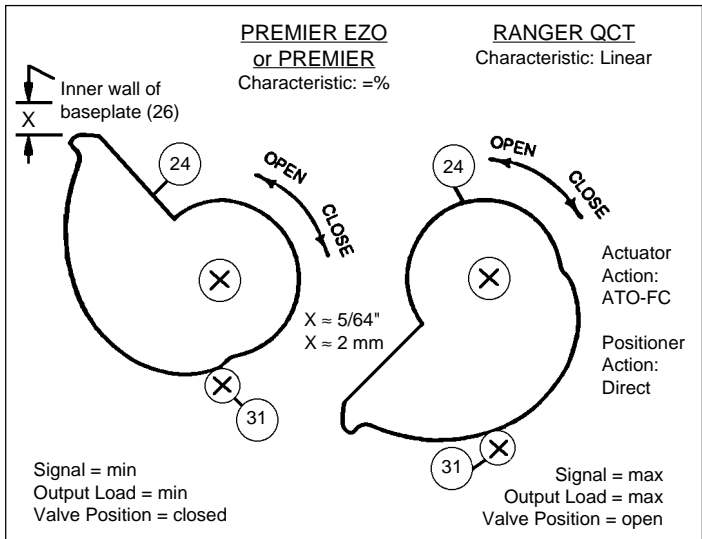 PREMIER EZO
or PREMIER
Characteristic: =%
RANGER QCT
Characteristic: Linear
Inner wall of
baseplate (26)
X
24
OPEN
CLOSE
24
OPEN
CLOSE
Actuator
Action:
ATO-FC
X ≈ 5/64"
X ≈ 2 mm
Positioner
Action:
Direct
31
31
Signal = min
Output Load = min
Valve Position = closed
Signal = max
Output Load = max
Valve Position = open